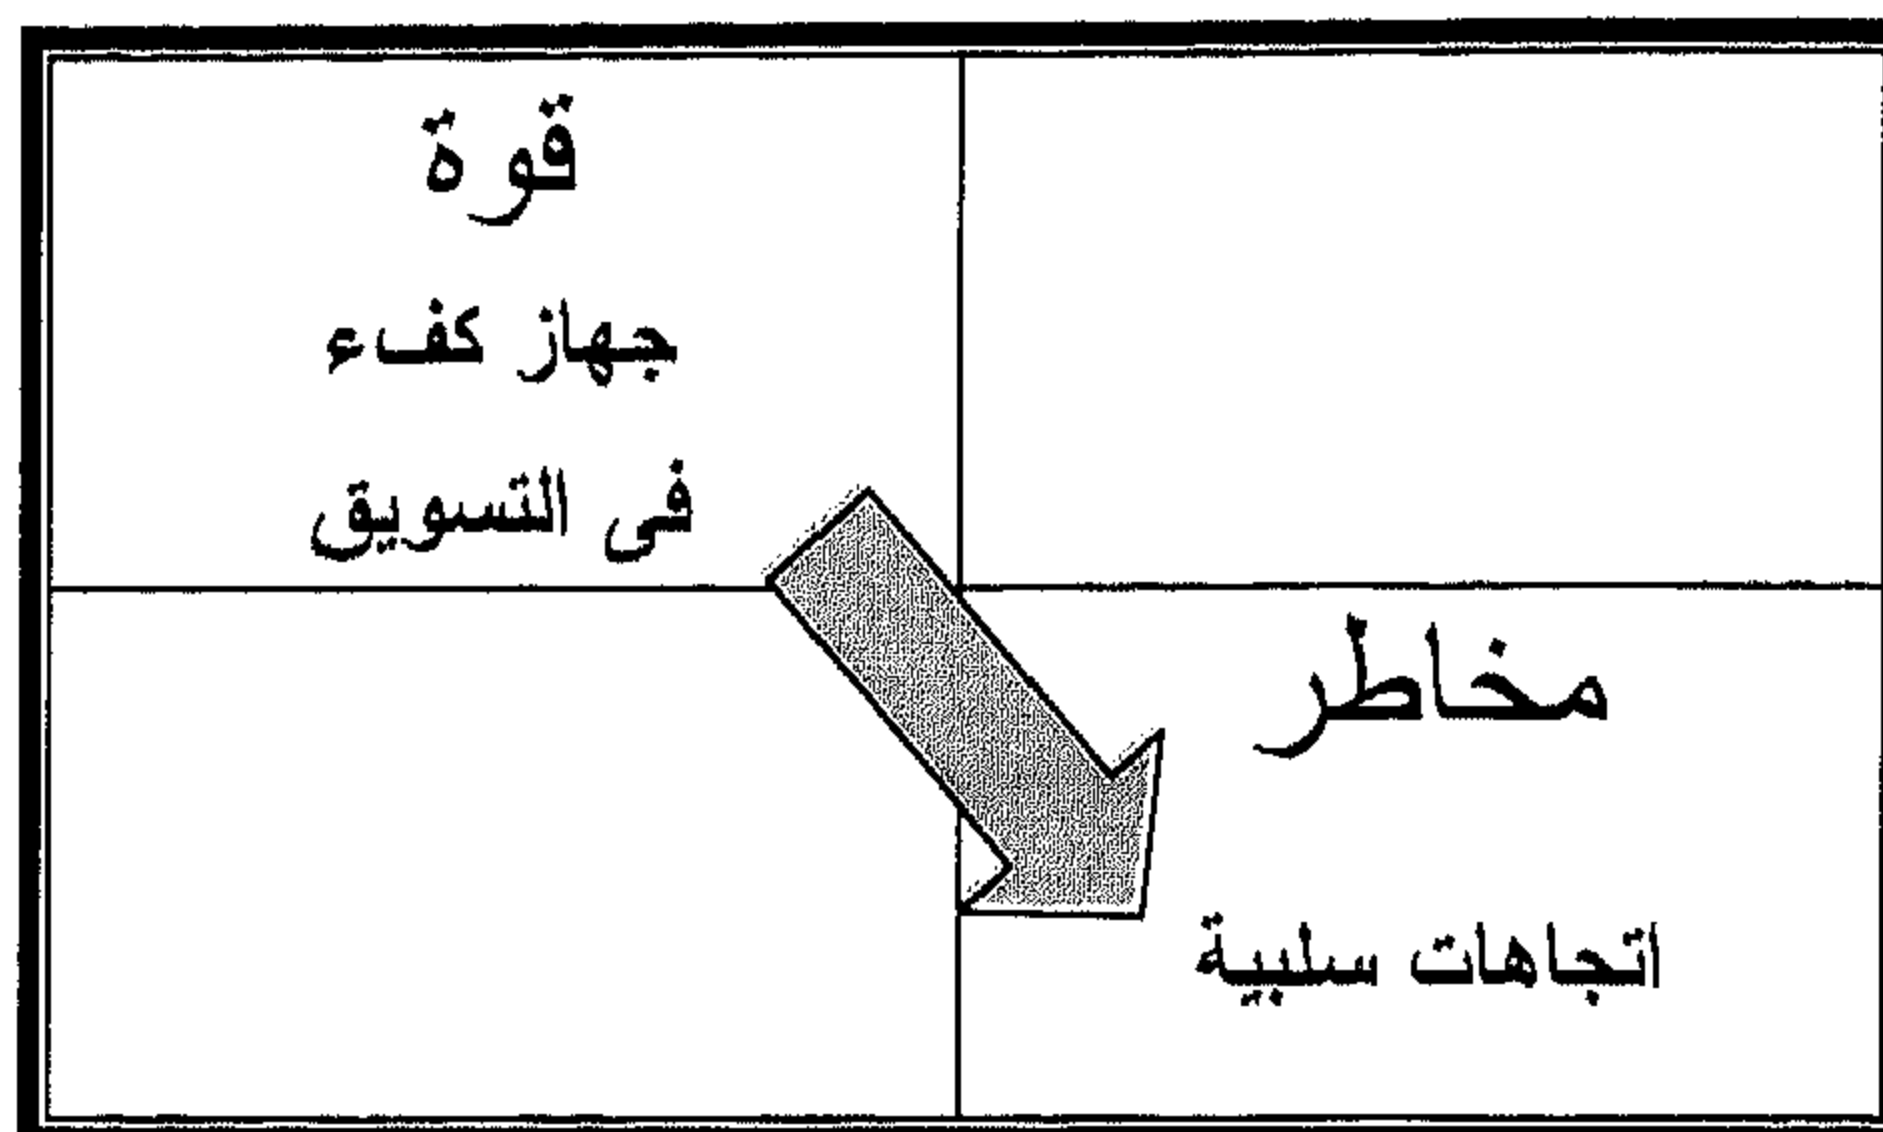 قوة
جهاز كفء
فى التسويق
مخاطر
اتجاهات سلبية